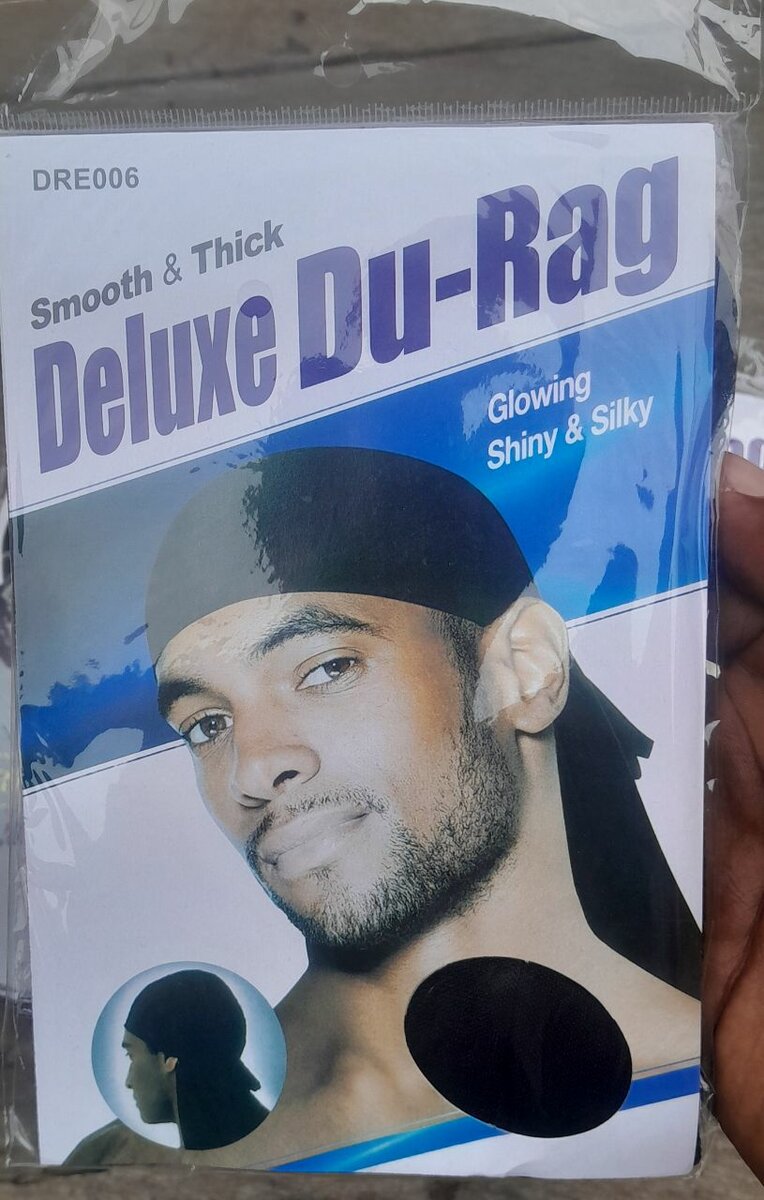 DRE006
Smooth & Thick
Deluxe Du-Rag
Glowing
Shiny & Silky